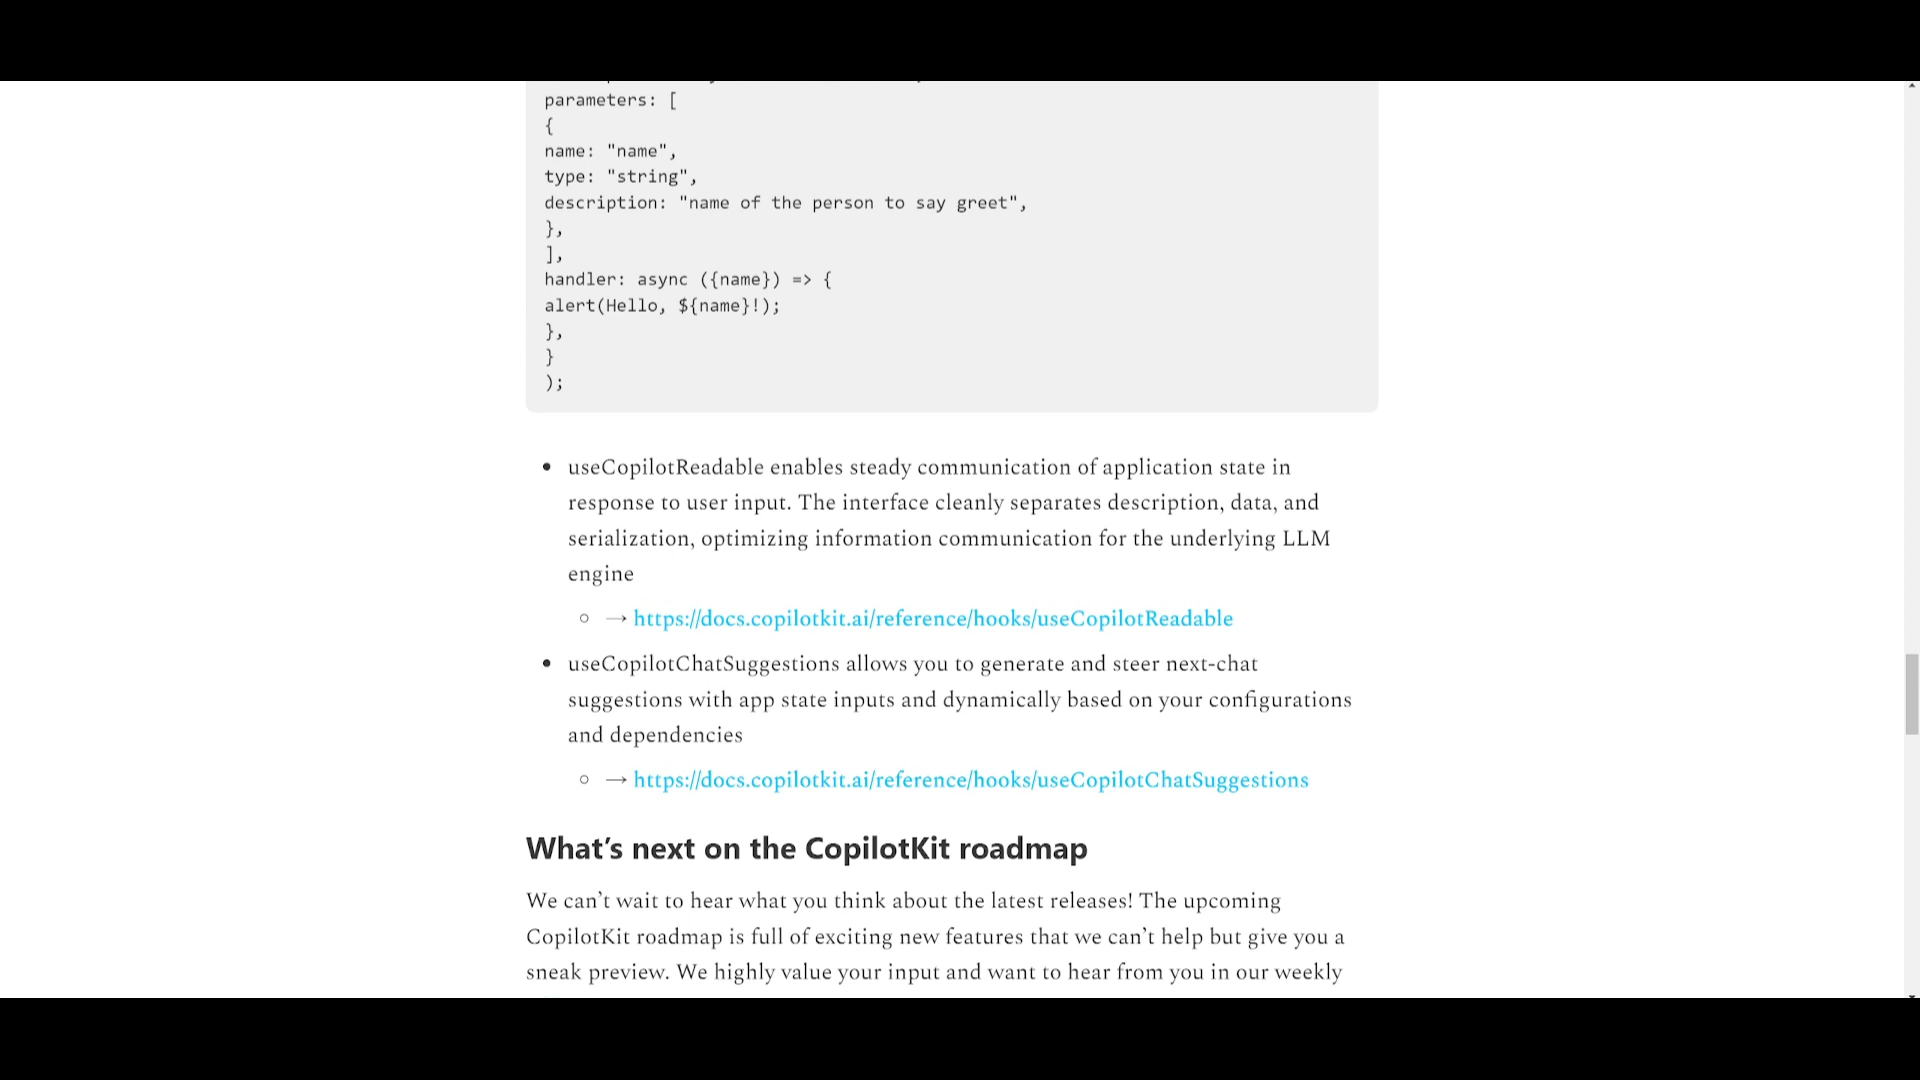 parameters: [
{
name: "name",
type: "string",
description: "name of the person to say greet",
},
],
handler: async ({name}) => {
alert(Hello, ${name}!);
},
}
);
• useCopilotReadable enables steady communication of application state in
response to user input. The interface cleanly separates description, data, and
serialization, optimizing information communication for the underlying LLM
engine
○ → https://docs.copilotkit.ai/reference/hooks/useCopilotReadable
• useCopilotChatSuggestions allows you to generate and steer next-chat
suggestions with app state inputs and dynamically based on your configurations
and dependencies
○ → https://docs.copilotkit.ai/reference/hooks/useCopilotChatSuggestions
What’s next on the CopilotKit roadmap
We can’t wait to hear what you think about the latest releases! The upcoming
CopilotKit roadmap is full of exciting new features that we can’t help but give you a
sneak preview. We highly value your input and want to hear from you in our weekly